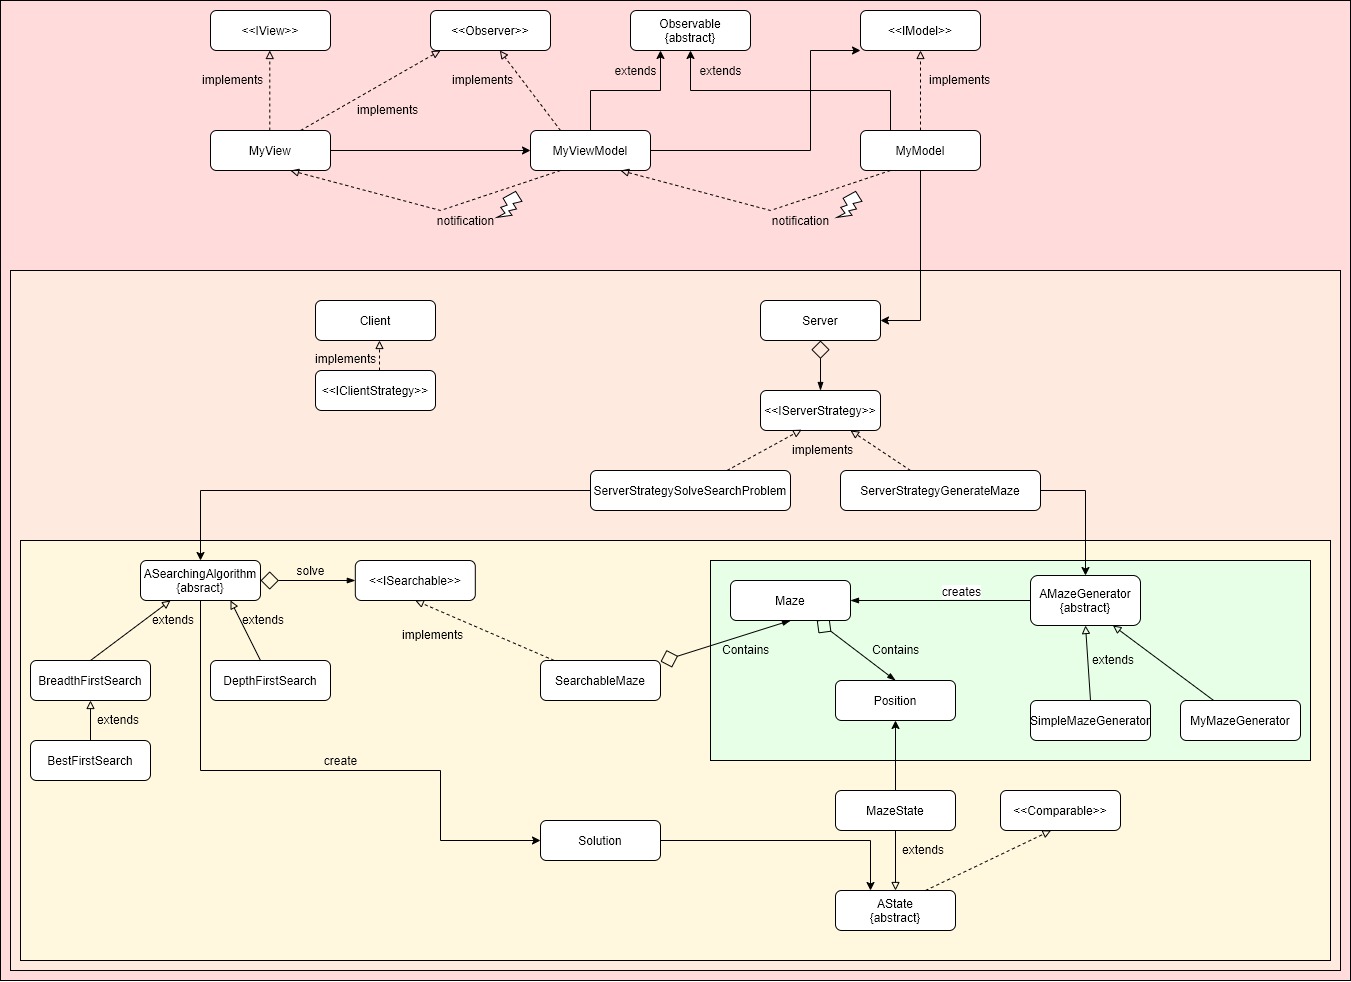 <<IView>>
<<Observer>>
Observable
{abstract}
<<IModel>>
implements
implements
implements
extends
extends
implements
MyView
MyViewModel
MyModel
notification
notification
Client
Server
implements
<<IClientStrategy>>
<<IServerStrategy>>
implements
ServerStrategySolveSearchProblem
ServerStrategyGenerateMaze
ASearchingAlgorithm
{absract}
solve
<<ISearchable>>
Maze
creates
AMazeGenerator
{abstract}
extends
extends
implements
Contains
Contains
extends
BreadthFirstSearch
DepthFirstSearch
SearchableMaze
Position
SimpleMazeGenerator
MyMazeGenerator
extends
BestFirstSearch
create
MazeState
<<Comparable>>
Solution
extends
AState
{abstract}